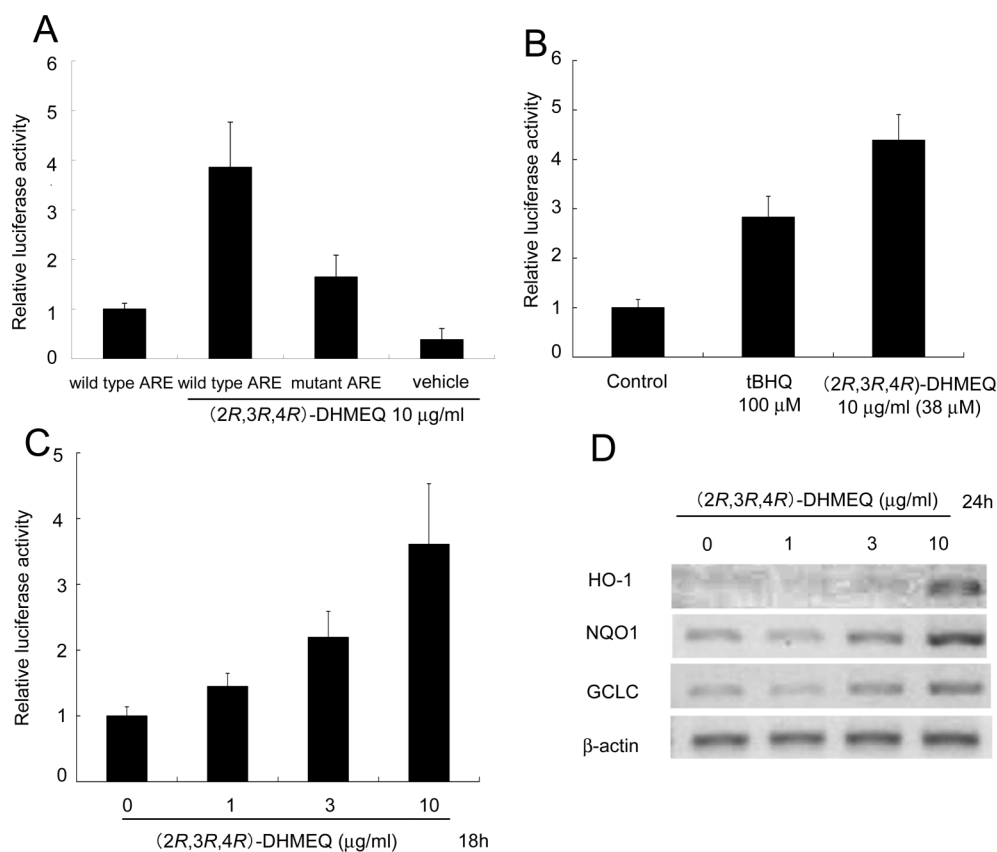 A
Relative luciferase activity
6
5
4
3
2
1
0
wild type ARE wild type ARE mutant ARE vehicle
(2R,3R,4R)-DHMEQ 10 μg/ml
B
Relative luciferase activity
6
5
4
3
2
1
0
Control tBHQ (2R,3R,4R)-DHMEQ
100 μM 10 μg/ml (38 μM)
C
Relative luciferase activity
5
4
3
2
1
0
0 1 3 10
(2R,3R,4R)-DHMEQ (μg/ml) 18h
D
(2R,3R,4R)-DHMEQ (μg/ml) 24h
0 1 3 10
HO-1
NQO1
GCLC
β-actin